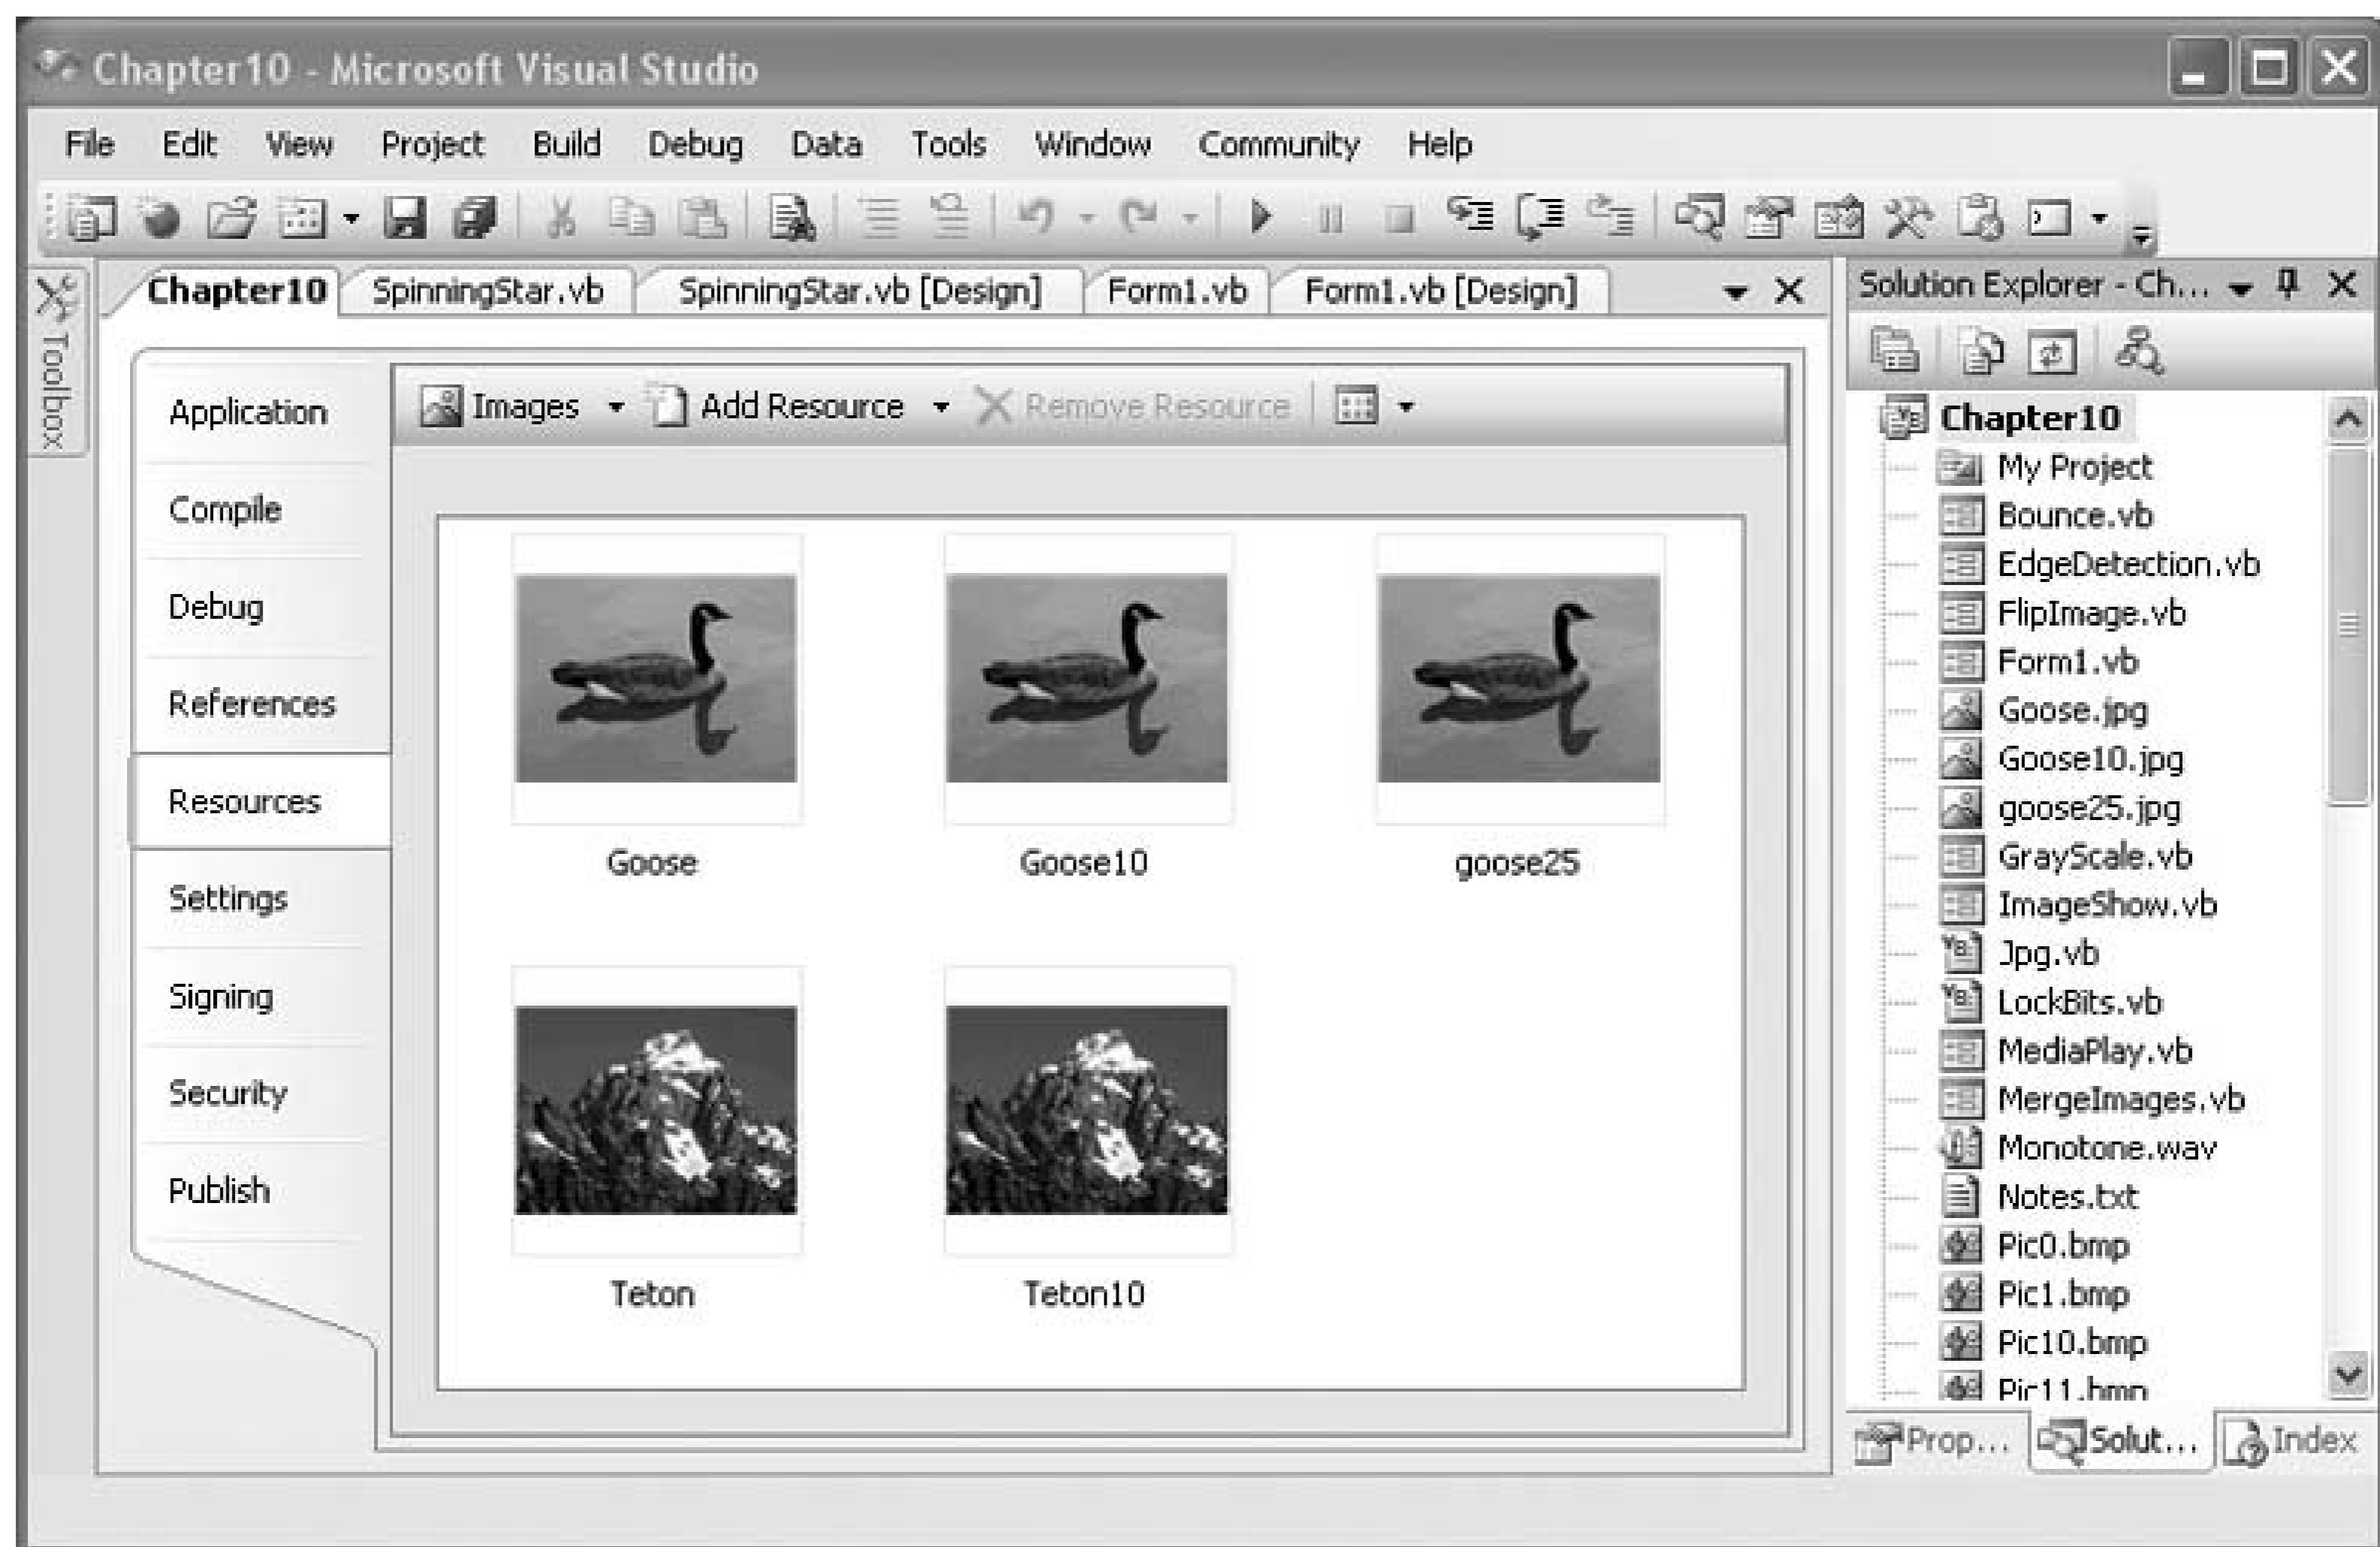 Chapter10 - Microsoft Visual Studio
File Edit View Project Build Debug Data Tools Window Community Help
Toolbox
Chapter10 SpinningStar.vb SpinningStar.vb [Design] Form1.vb Form1.vb [Design]
Application
Compile
Debug
References
Resources
Settings
Signing
Security
Publish
Images Add Resource Remove Resource
Goose Goose10 goose25
Teton Teton10
Solution Explorer - Ch...
Chapter10
My Project
Bounce.vb
EdgeDetection.vb
FlipImage.vb
Form1.vb
Goose.jpg
Goose10.jpg
goose25.jpg
GrayScale.vb
ImageShow.vb
Jpg.vb
LockBits.vb
MediaPlay.vb
MergeImages.vb
Monotone.wav
Notes.txt
Pic0.bmp
Pic1.bmp
Pic10.bmp
Pic11.bmp
Prop... Solut... Index